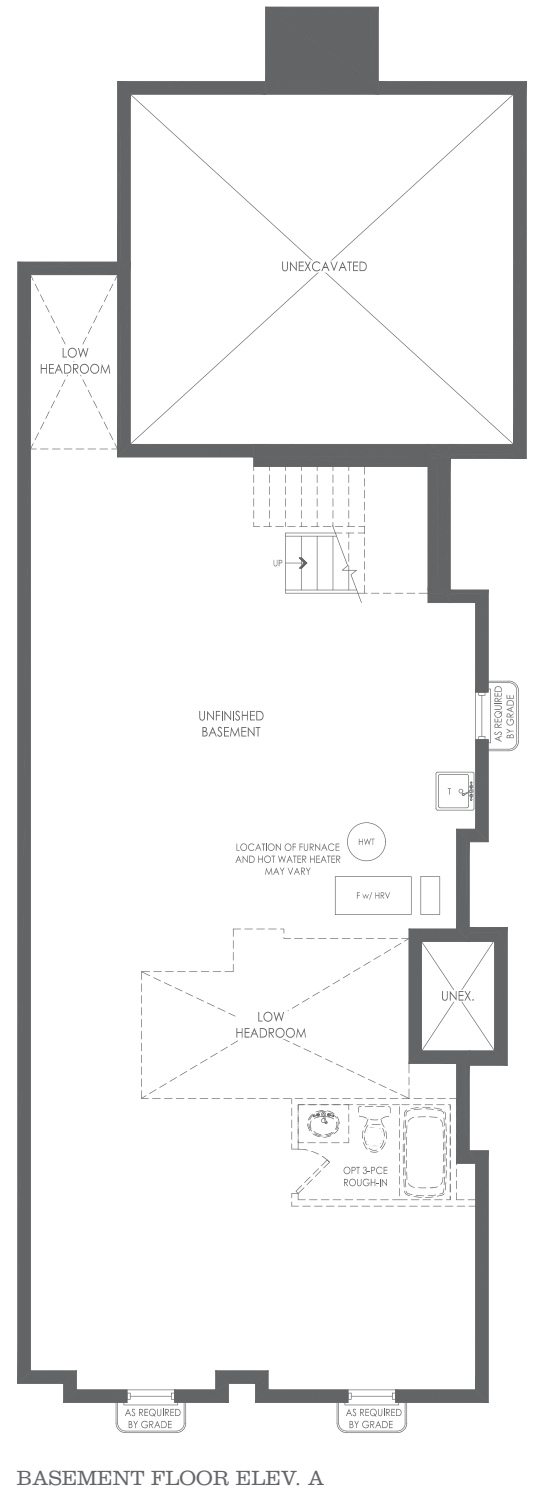 UNEXCAVATED
LOW
HEADROOM
UP
UNFINISHED
BASEMENT
AS REQUIRED
BY GRADE
T
HWT
LOCATION OF FURNACE
AND HOT WATER HEATER
MAY VARY
F w/ HRV
UNEX.
LOW
HEADROOM
OPT 3-PCE
ROUGH-IN
AS REQUIRED
BY GRADE
AS REQUIRED
BY GRADE
BASEMENT FLOOR ELEV. A